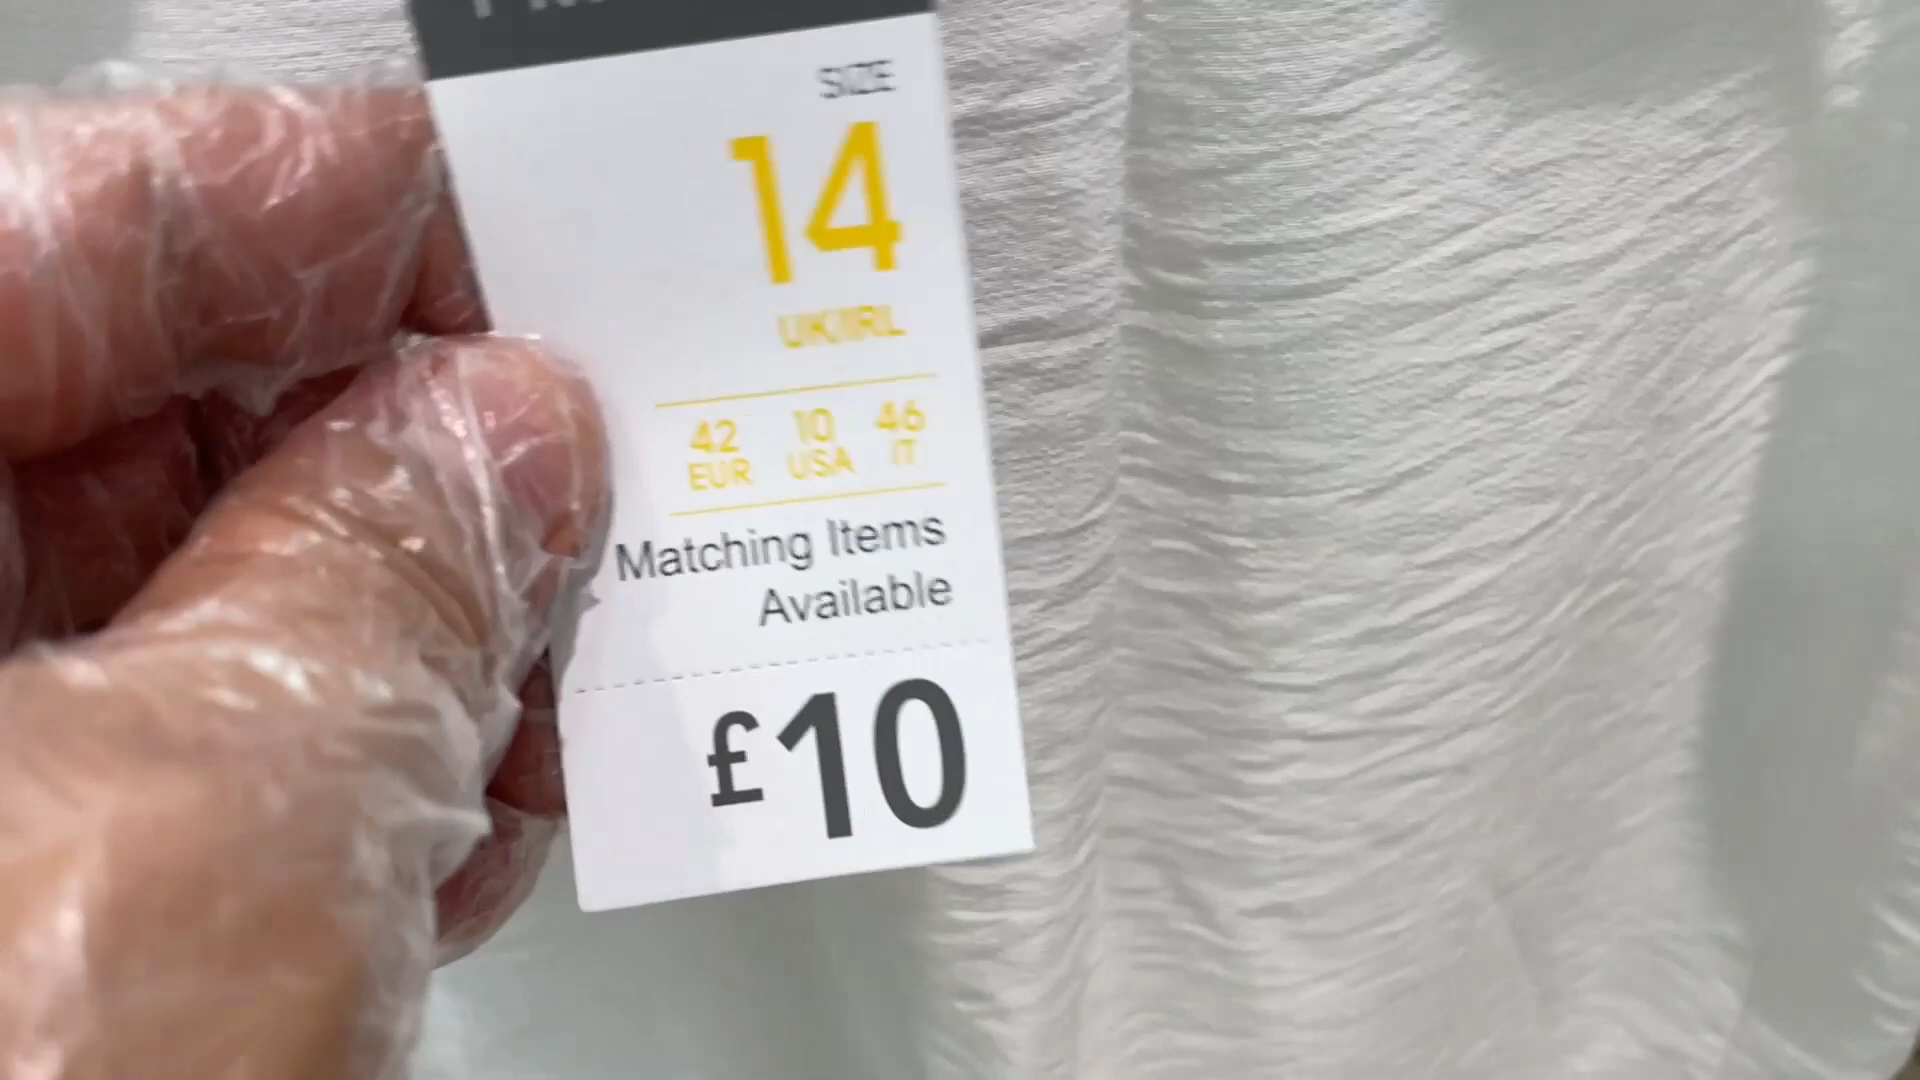 SIZE
14
UK/IRL
42 10 46
EUR USA IT
Matching Items
Available
£10